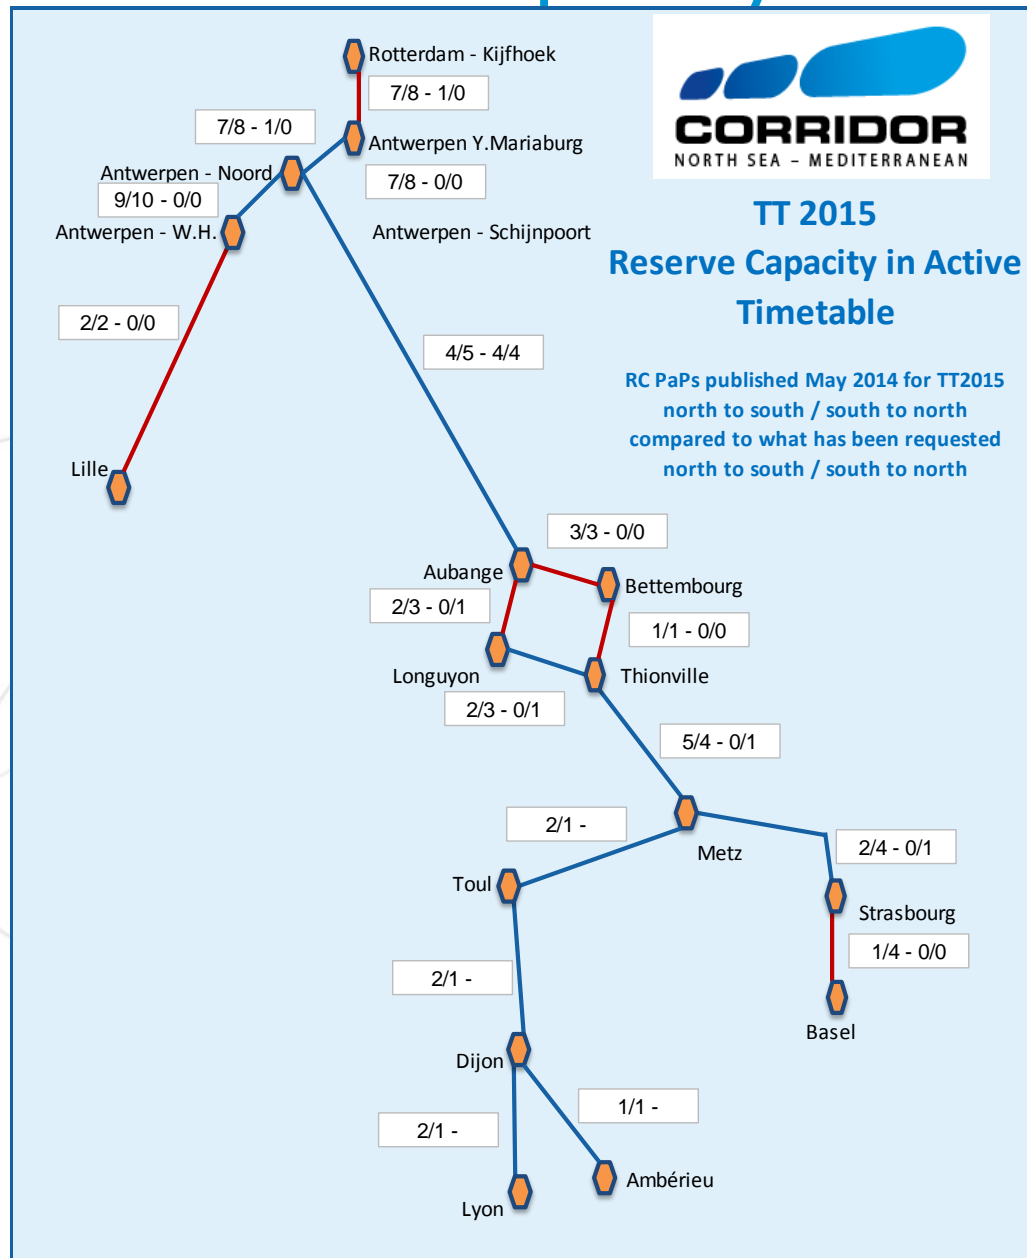 Rotterdam - Kijfhoek
7/8 - 1/0
CORRIDOR
NORTH SEA – MEDITERRANEAN
7/8 - 1/0
Antwerpen Y.Mariaburg
Antwerpen - Noord
7/8 - 0/0
9/10 - 0/0
Antwerpen - W.H.
Antwerpen - Schijnpoort
TT 2015
Reserve Capacity in Active
Timetable
2/2 - 0/0
4/5 - 4/4
RC PaPs published May 2014 for TT2015
north to south / south to north
compared to what has been requested
north to south / south to north
Lille
3/3 - 0/0
Aubange
Bettembourg
2/3 - 0/1
1/1 - 0/0
Longuyon
Thionville
2/3 - 0/1
5/4 - 0/1
2/1 -
Metz
2/4 - 0/1
Toul
Strasbourg
1/4 - 0/0
2/1 -
Basel
Dijon
1/1 -
2/1 -
Ambérieu
Lyon